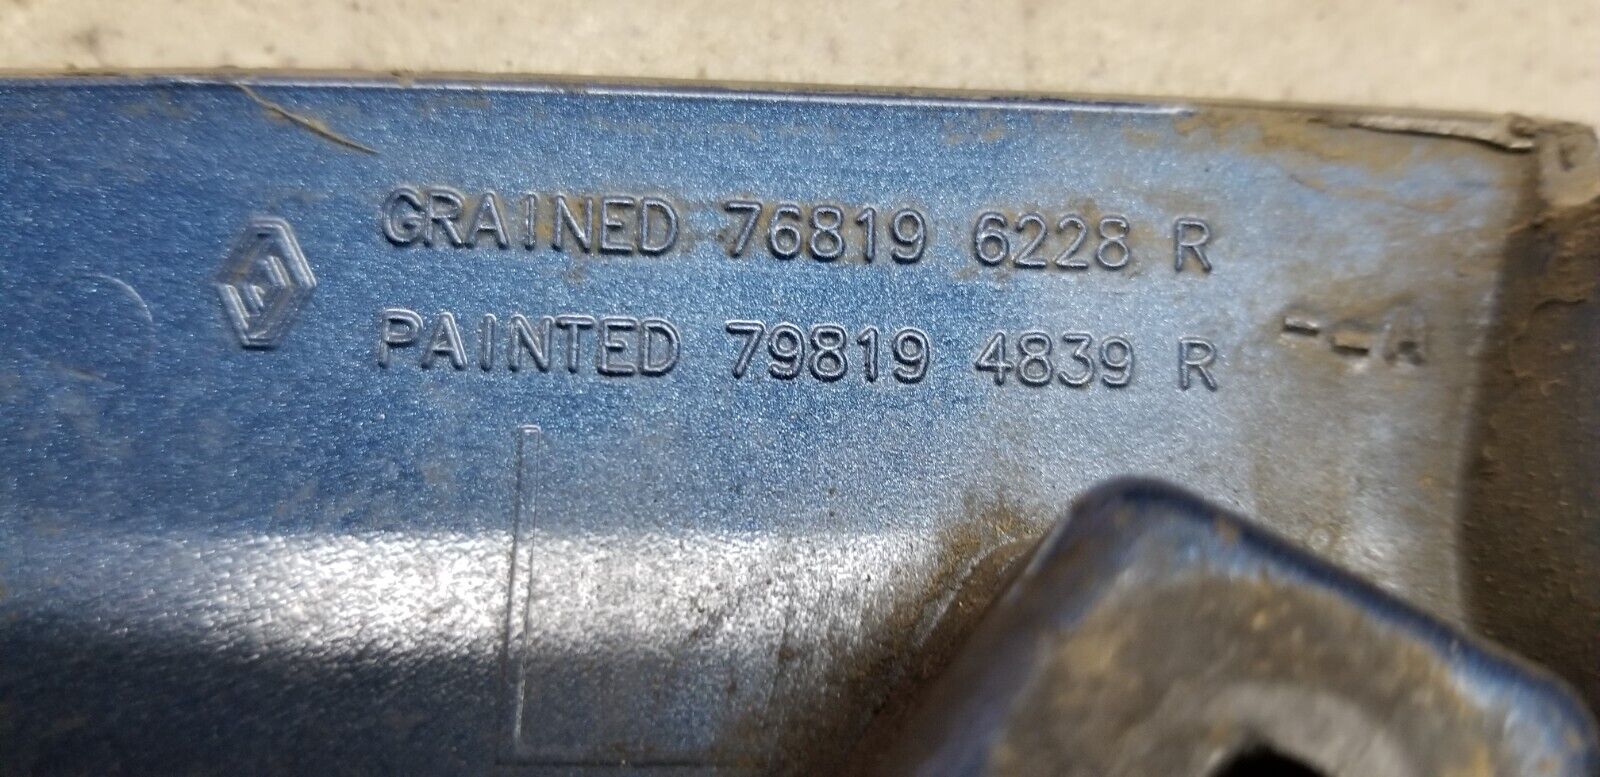 GRAINED 76819 6228 R
PAINTED 79819 4839 R
--A